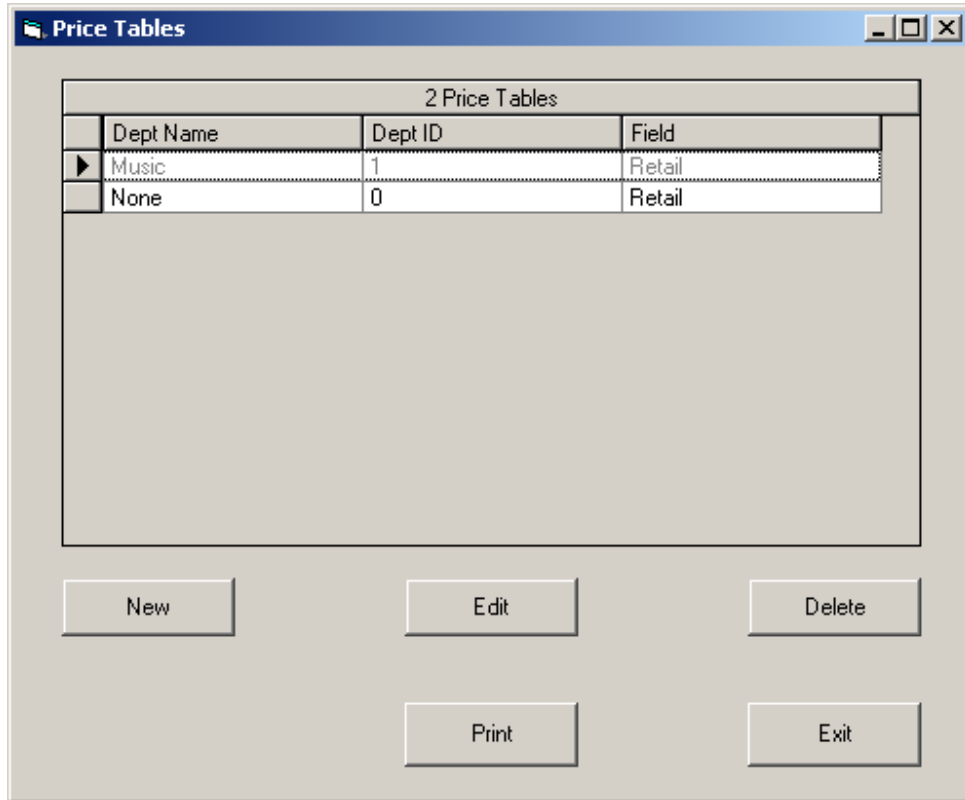 Price Tables
2 Price Tables
Dept Name Dept ID Field
Music 1 Retail
None 0 Retail
New Edit Delete
Print Exit